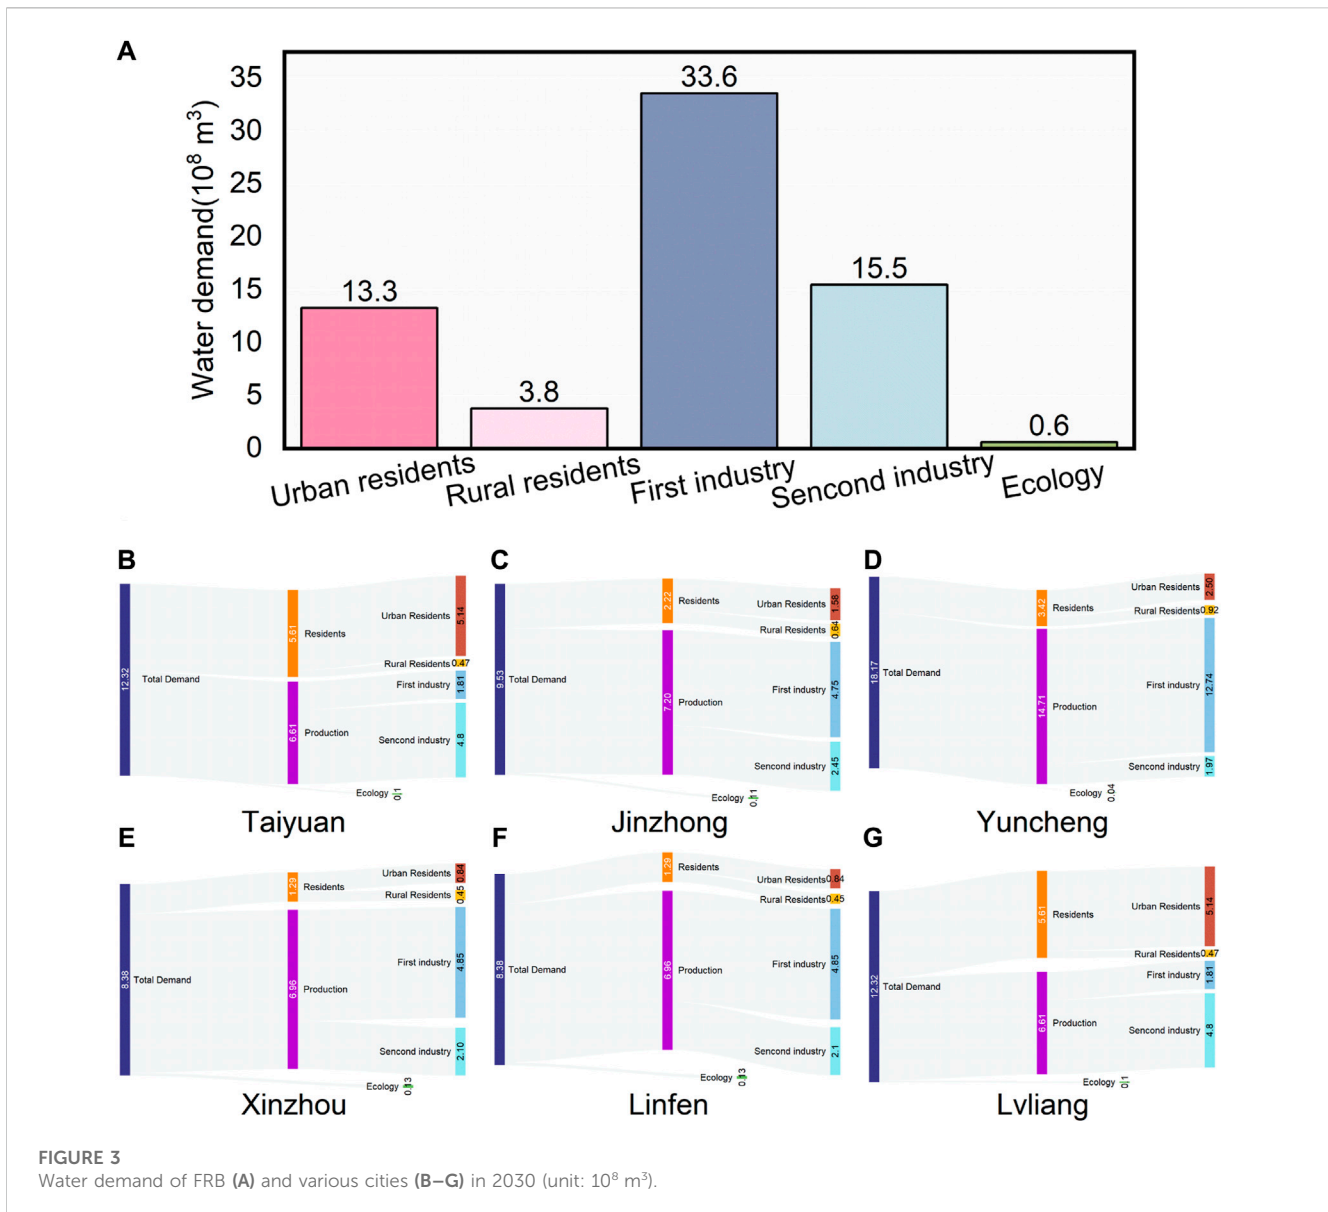 A
Water demand(10⁸ m³)
35
30
25
20
15
10
5
0
13.3
3.8
33.6
15.5
0.6
Urban residents
Rural residents
First industry
Sencond industry
Ecology
B
12.32
Total Demand
5.61
Residents
6.61
Production
Urban Residents
5.14
Rural Residents
0.47
First industry
1.81
Sencond industry
4.8
Ecology
0.1
Taiyuan
C
9.53
Total Demand
2.22
Residents
7.20
Production
Urban Residents
1.58
Rural Residents
0.64
First industry
4.75
Sencond industry
2.45
Ecology
0.11
Jinzhong
D
18.17
Total Demand
3.42
Residents
14.71
Production
Urban Residents
2.50
Rural Residents
0.92
First industry
12.74
Sencond industry
1.97
Ecology
0.04
Yuncheng
E
8.38
Total Demand
1.29
Residents
6.96
Production
Urban Residents
0.84
Rural Residents
0.45
First industry
4.85
Sencond industry
2.10
Ecology
0.13
Xinzhou
F
8.38
Total Demand
1.29
Residents
6.96
Production
Urban Residents
0.84
Rural Residents
0.45
First industry
4.85
Sencond industry
2.1
Ecology
0.13
Linfen
G
12.32
Total Demand
5.61
Residents
6.61
Production
Urban Residents
5.14
Rural Residents
0.47
First industry
1.81
Sencond industry
4.8
Ecology
0.1
Lvliang
FIGURE 3
Water demand of FRB (A) and various cities (B–G) in 2030 (unit: 10⁸ m³).